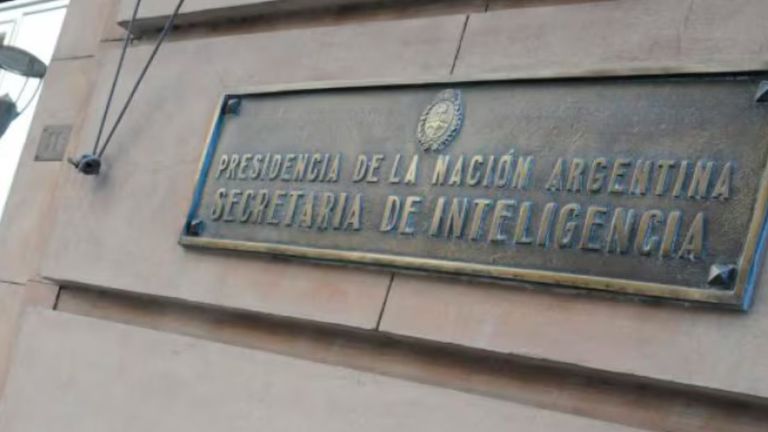 PRESIDENCIA DE LA NACIÓN ARGENTINA
SECRETARIA DE INTELIGENCIA